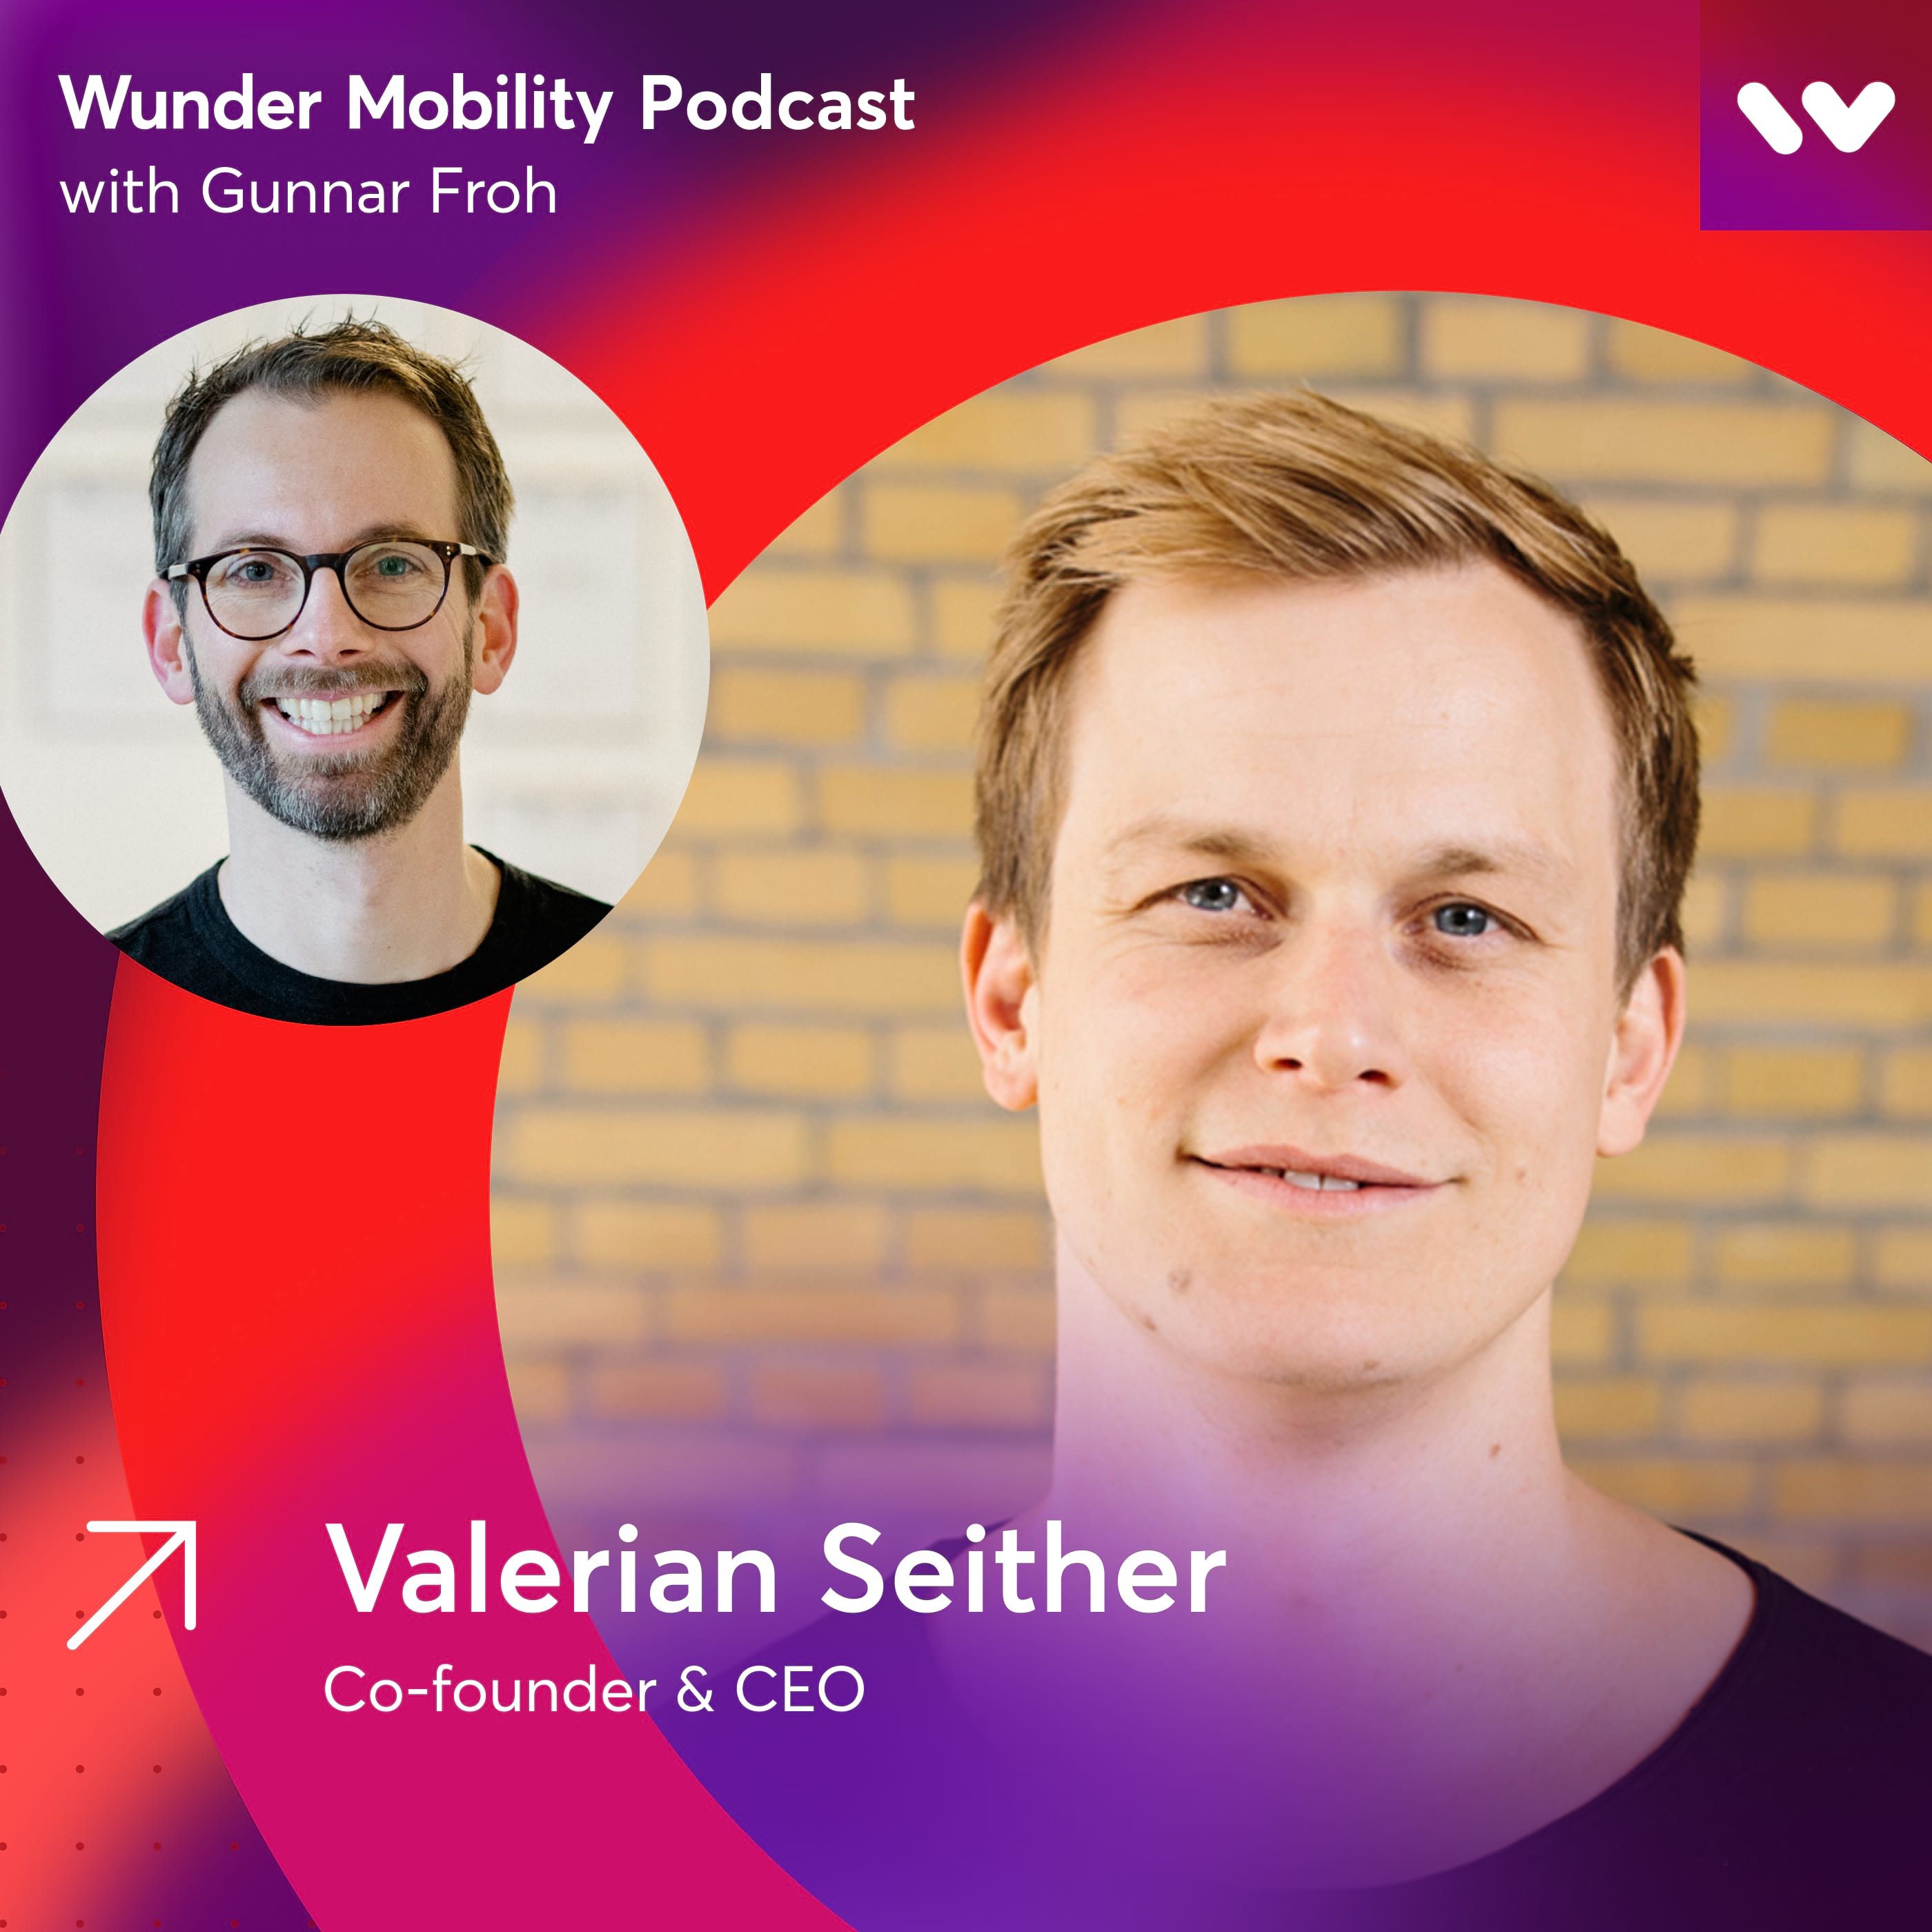 Wunder Mobility Podcast
with Gunnar Froh
Valerian Seither
Co-founder & CEO